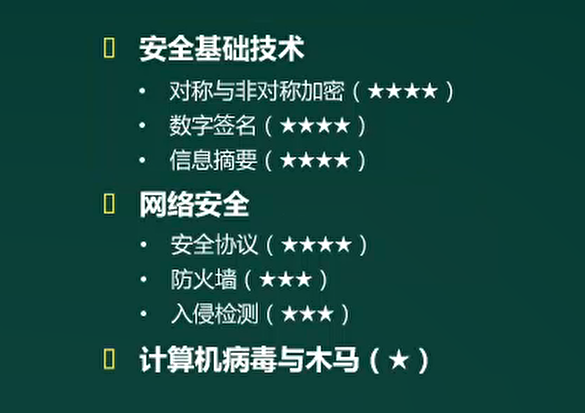 安全基础技术
• 对称与非对称加密（★★★★）
• 数字签名（★★★★）
• 信息摘要（★★★★）
网络安全
• 安全协议（★★★★）
• 防火墙（★★★）
• 入侵检测（★★★）
计算机病毒与木马（★）